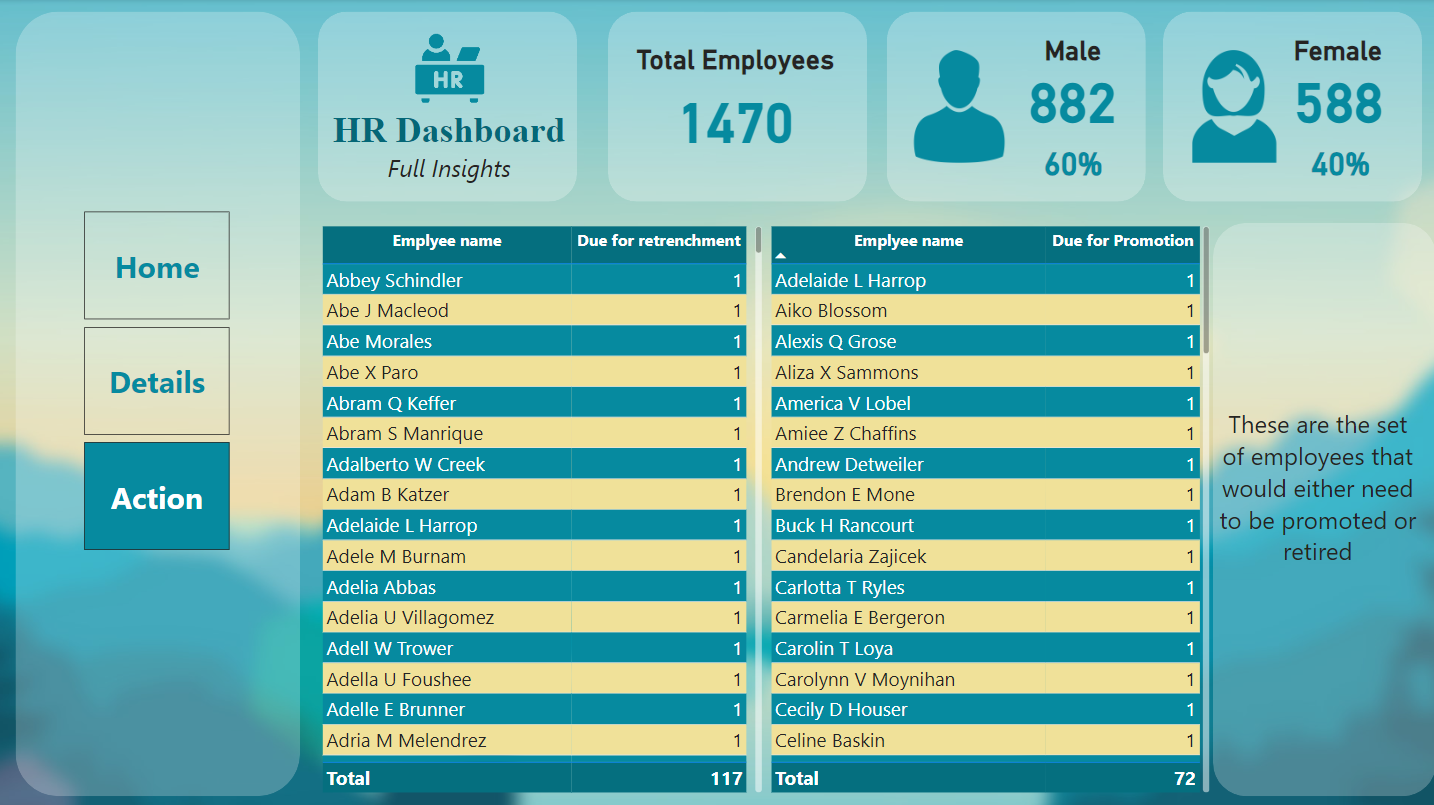 HR
HR Dashboard
Full Insights
Total Employees
1470
Male
882
60%
Female
588
40%
Home
Details
Action
Emplyee name Due for retrenchment
Abbey Schindler 1
Abe J Macleod 1
Abe Morales 1
Abe X Paro 1
Abram Q Keffer 1
Abram S Manrique 1
Adalberto W Creek 1
Adam B Katzer 1
Adelaide L Harrop 1
Adele M Burnam 1
Adelia Abbas 1
Adelia U Villagomez 1
Adell W Trower 1
Adella U Foushee 1
Adelle E Brunner 1
Adria M Melendrez 1
Total 117
Emplyee name Due for Promotion
Adelaide L Harrop 1
Aiko Blossom 1
Alexis Q Grose 1
Aliza X Sammons 1
America V Lobel 1
Amiee Z Chaffins 1
Andrew Detweiler 1
Brendon E Mone 1
Buck H Rancourt 1
Candelaria Zajicek 1
Carlotta T Ryles 1
Carmelia E Bergeron 1
Carolin T Loya 1
Carolynn V Moynihan 1
Cecily D Houser 1
Celine Baskin 1
Total 72
These are the set
of employees that
would either need
to be promoted or
retired